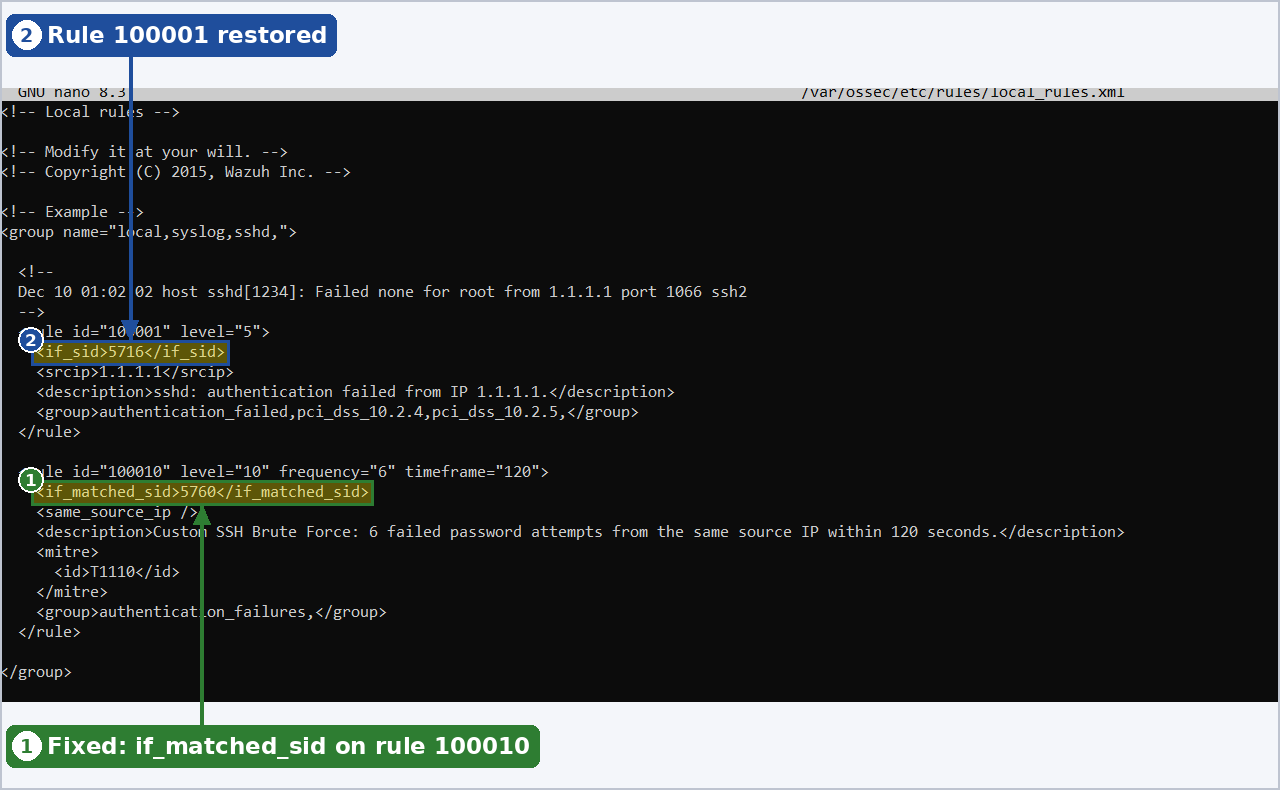 2 Rule 100001 restored
GNU nano 8.3 /var/ossec/etc/rules/local_rules.xml
<!-- Local rules -->
<!-- Modify it at your will. -->
<!-- Copyright (C) 2015, Wazuh Inc. -->
<!-- Example -->
<group name="local,syslog,sshd,">
<!--
Dec 10 01:02:02 host sshd[1234]: Failed none for root from 1.1.1.1 port 1066 ssh2
-->
2 ule id="100001" level="5">
<if_sid>5716</if_sid>
<srcip>1.1.1.1</srcip>
<description>sshd: authentication failed from IP 1.1.1.1.</description>
<group>authentication_failed,pci_dss_10.2.4,pci_dss_10.2.5,</group>
</rule>
1 ule id="100010" level="10" frequency="6" timeframe="120">
<if_matched_sid>5760</if_matched_sid>
<same_source_ip />
<description>Custom SSH Brute Force: 6 failed password attempts from the same source IP within 120 seconds.</description>
<mitre>
<id>T1110</id>
</mitre>
<group>authentication_failures,</group>
</rule>
</group>
1 Fixed: if_matched_sid on rule 100010